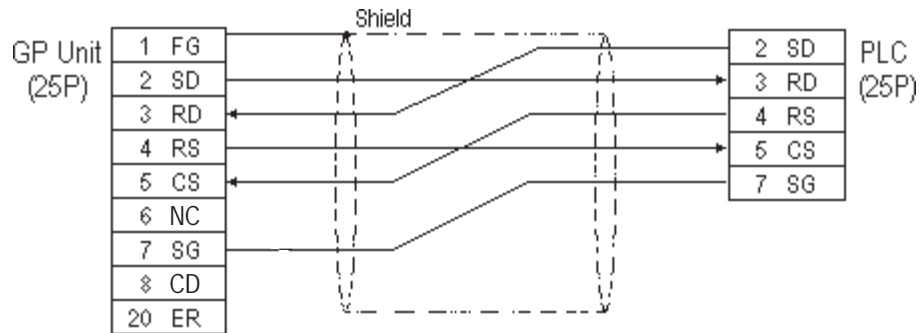 Shield
GP Unit
(25P)
1 FG
2 SD
3 RD
4 RS
5 CS
6 NC
7 SG
8 CD
20 ER
2 SD
3 RD
4 RS
5 CS
7 SG
PLC
(25P)